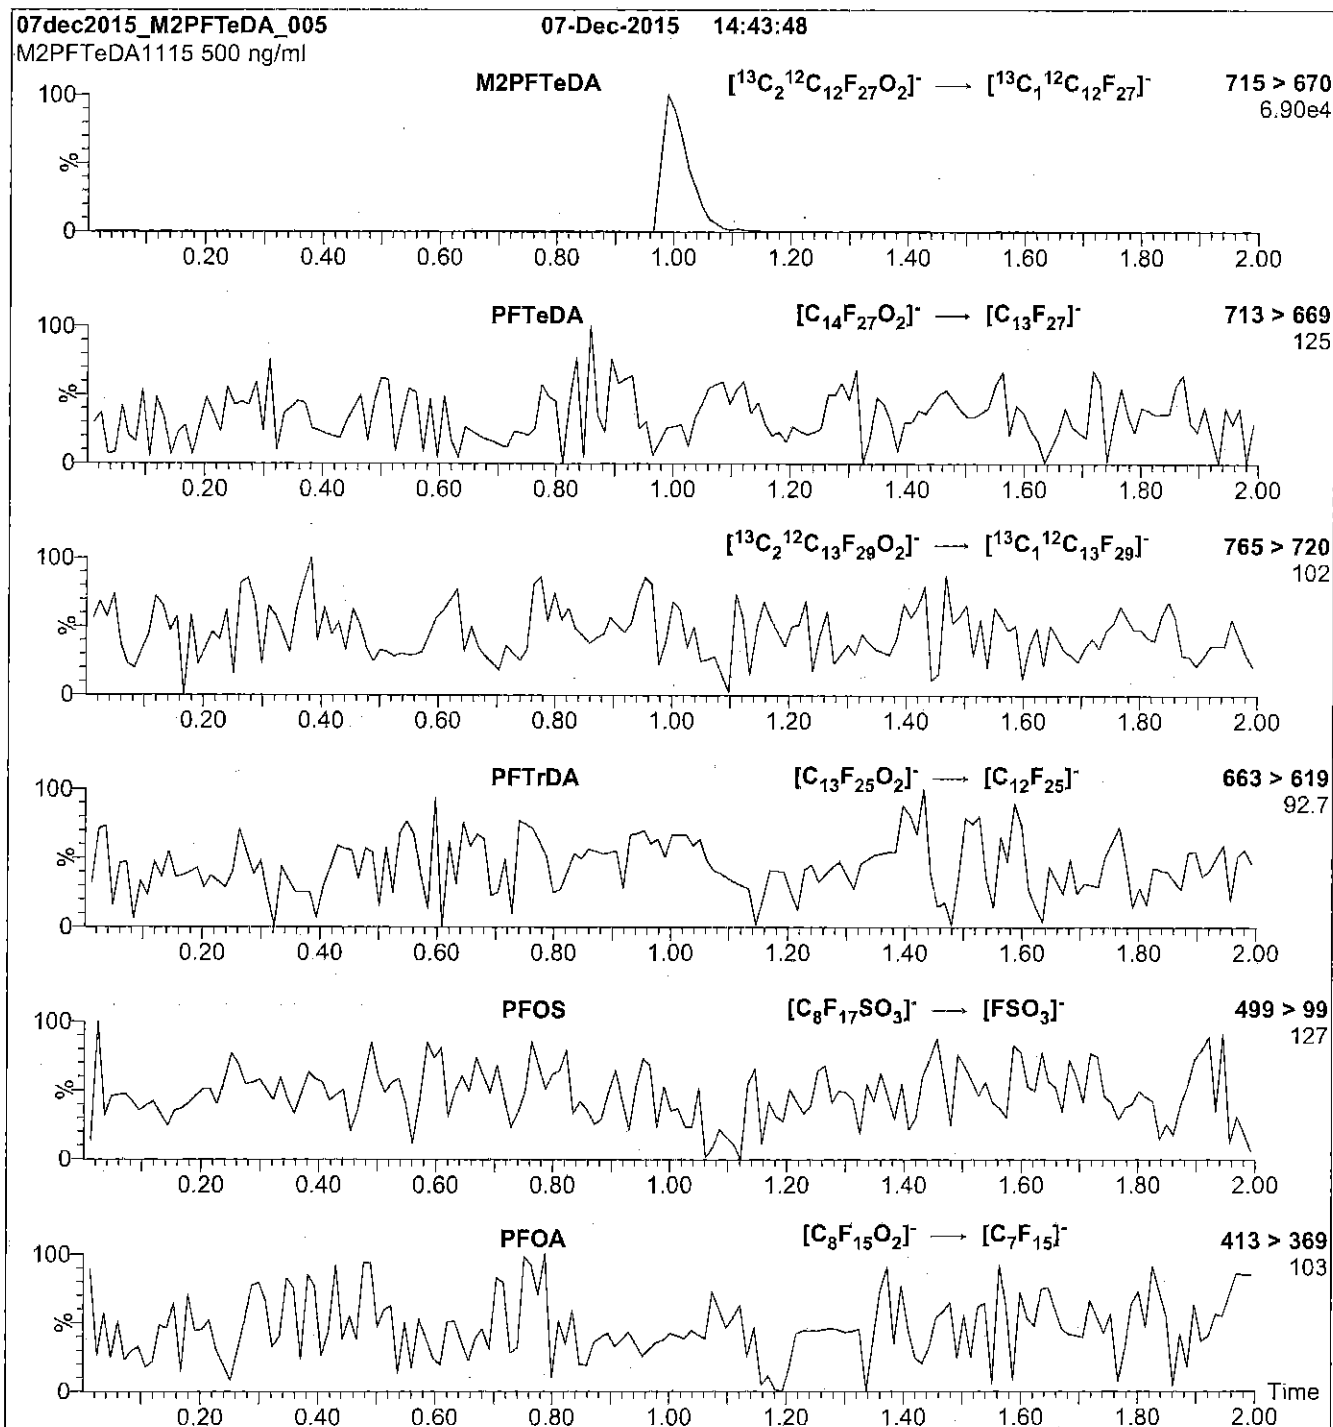 07dec2015_M2PFTeDA_005 07-Dec-2015 14:43:48
M2PFTeDA1115 500 ng/ml
M2PFTeDA [¹³C₂¹²C₁₂F₂₇O₂]⁻ → [¹³C₁¹²C₁₂F₂₇]⁻ 715 > 670
6.90e4
100
%
0
0.20 0.40 0.60 0.80 1.00 1.20 1.40 1.60 1.80 2.00
PFTeDA [C₁₄F₂₇O₂]⁻ → [C₁₃F₂₇]⁻ 713 > 669
125
100
%
0
0.20 0.40 0.60 0.80 1.00 1.20 1.40 1.60 1.80 2.00
[¹³C₂¹²C₁₃F₂₉O₂]⁻ → [¹³C₁¹²C₁₃F₂₉]⁻ 765 > 720
102
100
%
0
0.20 0.40 0.60 0.80 1.00 1.20 1.40 1.60 1.80 2.00
PFTrDA [C₁₃F₂₅O₂]⁻ → [C₁₂F₂₅]⁻ 663 > 619
92.7
100
%
0
0.20 0.40 0.60 0.80 1.00 1.20 1.40 1.60 1.80 2.00
PFOS [C₈F₁₇SO₃]⁻ → [FSO₃]⁻ 499 > 99
127
100
%
0
0.20 0.40 0.60 0.80 1.00 1.20 1.40 1.60 1.80 2.00
PFOA [C₈F₁₅O₂]⁻ → [C₇F₁₅]⁻ 413 > 369
103
100
%
0
Time
0.20 0.40 0.60 0.80 1.00 1.20 1.40 1.60 1.80 2.00